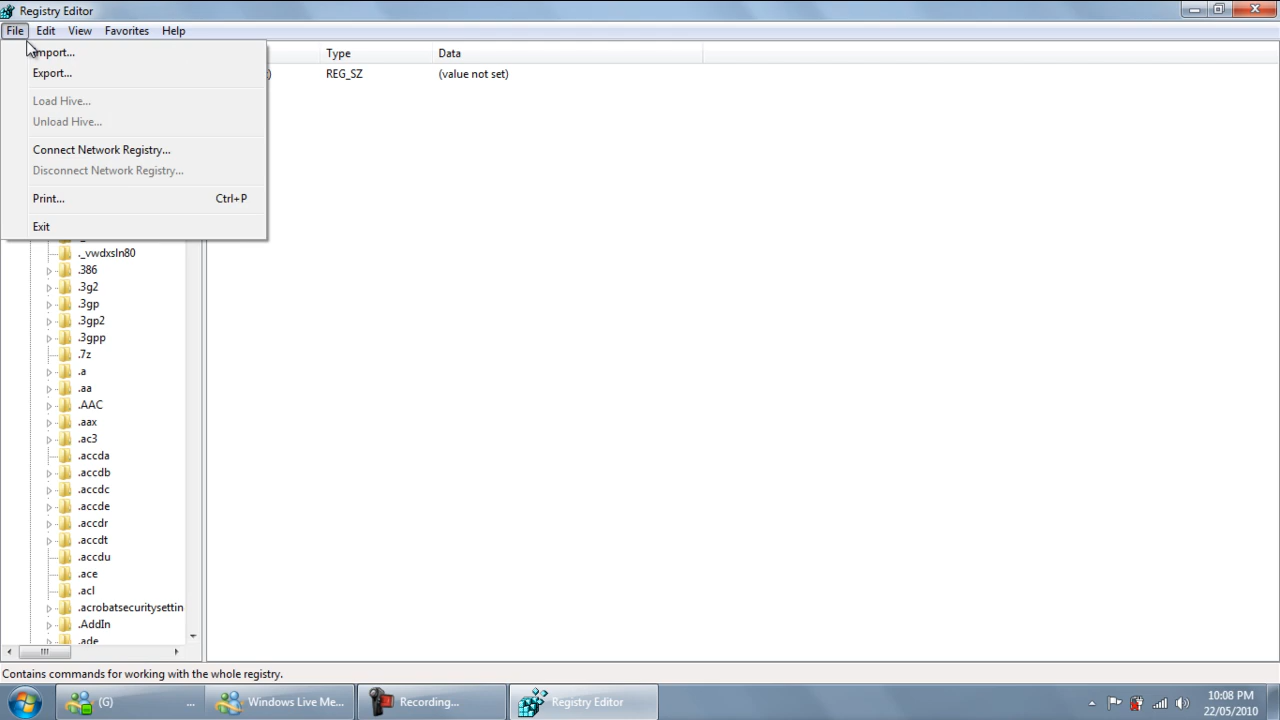 Registry Editor
File Edit View Favorites Help
Import...
Export...
Load Hive...
Unload Hive...
Connect Network Registry...
Disconnect Network Registry...
Print... Ctrl+P
Exit
Type Data
) REG_SZ (value not set)
._vwdxsln80
.386
.3g2
.3gp
.3gp2
.3gpp
.7z
.a
.aa
.AAC
.aax
.ac3
.accda
.accdb
.accdc
.accde
.accdr
.accdt
.accdu
.ace
.acl
.acrobatsecuritysettin
.AddIn
.ade
Contains commands for working with the whole registry.
(G) ...
Windows Live Me...
Recording...
Registry Editor
10:08 PM
22/05/2010